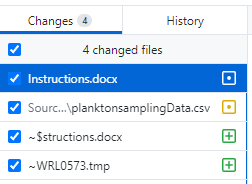 Changes 4 History
4 changed files
Instructions.docx
Sourc...\planktonsamplingData.csv
~$structions.docx
~WRL0573.tmp